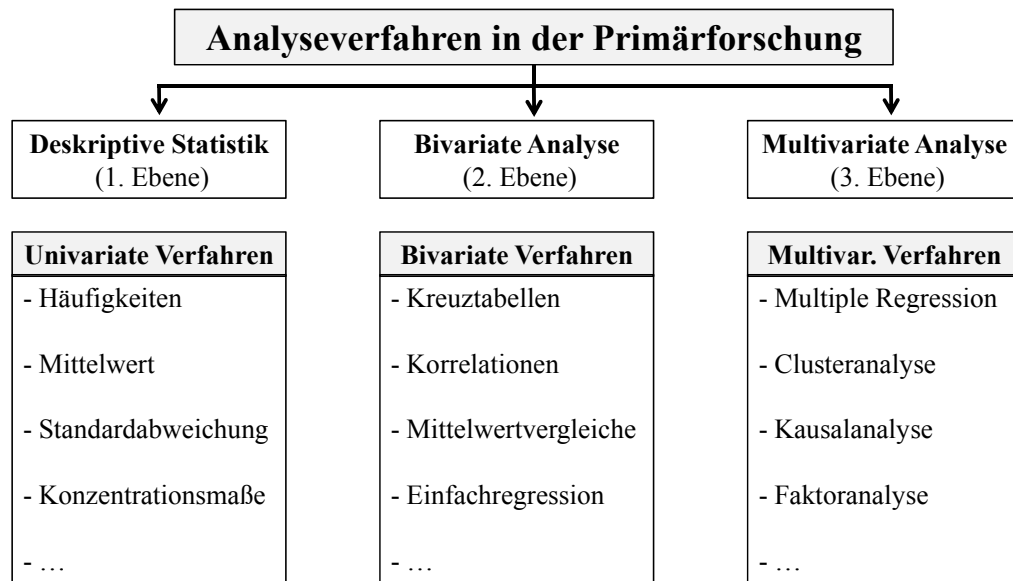 Analyseverfahren in der Primärforschung
Deskriptive Statistik
(1. Ebene)
Univariate Verfahren
- Häufigkeiten
- Mittelwert
- Standardabweichung
- Konzentrationsmaße
- …
Bivariate Analyse
(2. Ebene)
Bivariate Verfahren
- Kreuztabellen
- Korrelationen
- Mittelwertvergleiche
- Einfachregression
- …
Multivariate Analyse
(3. Ebene)
Multivar. Verfahren
- Multiple Regression
- Clusteranalyse
- Kausalanalyse
- Faktoranalyse
- …